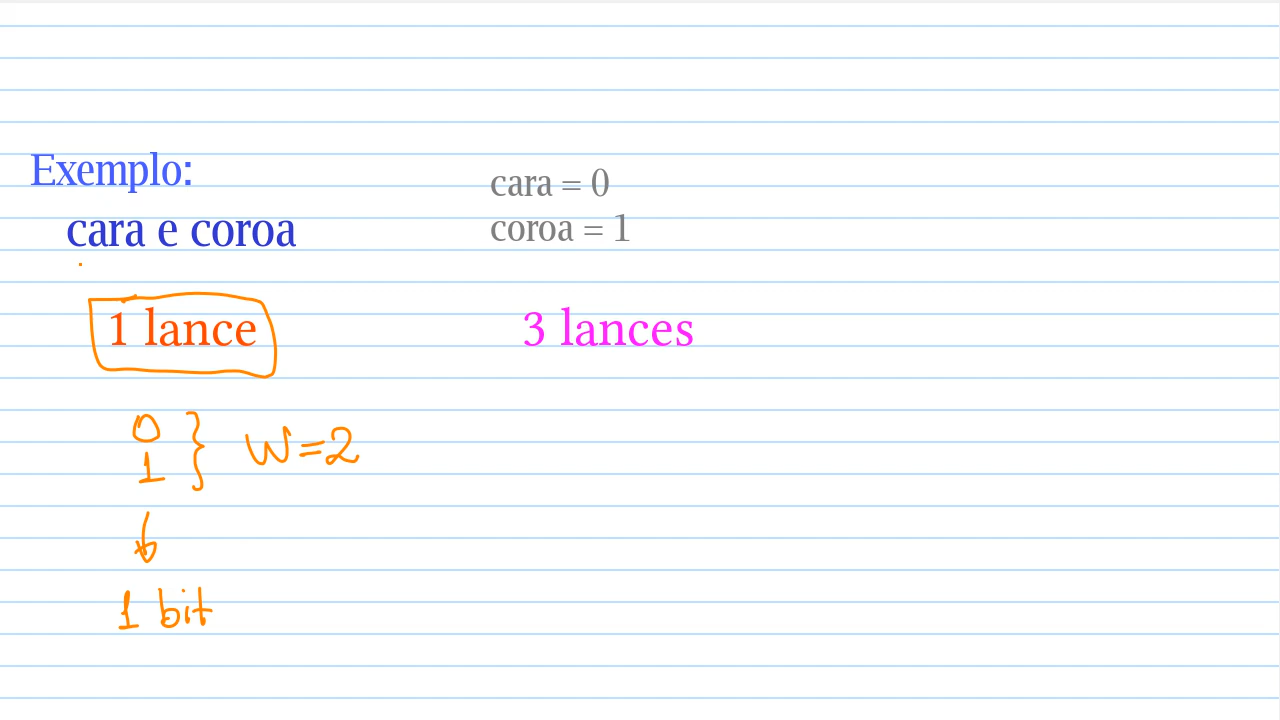 Exemplo:
cara e coroa
cara = 0
coroa = 1
1 lance
3 lances
0
1
} W=2
1 bit